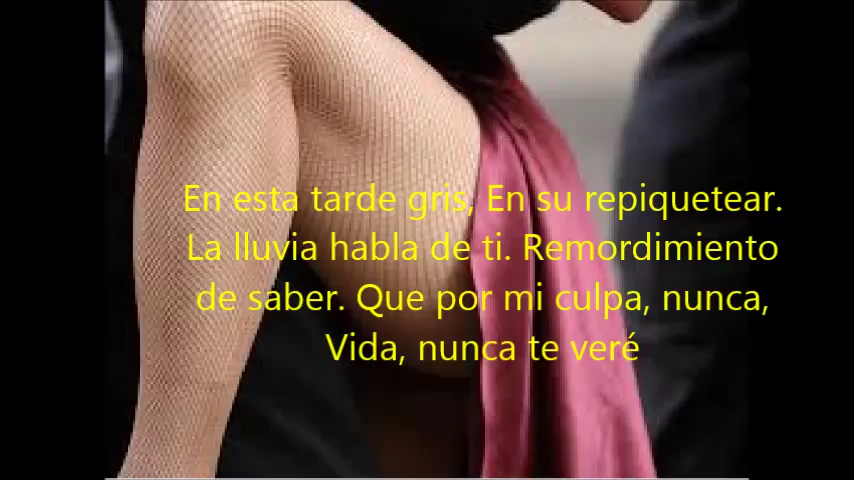 En esta tarde gris, En su repiquetear.
La lluvia habla de ti. Remordimiento
de saber. Que por mi culpa, nunca,
Vida, nunca te veré